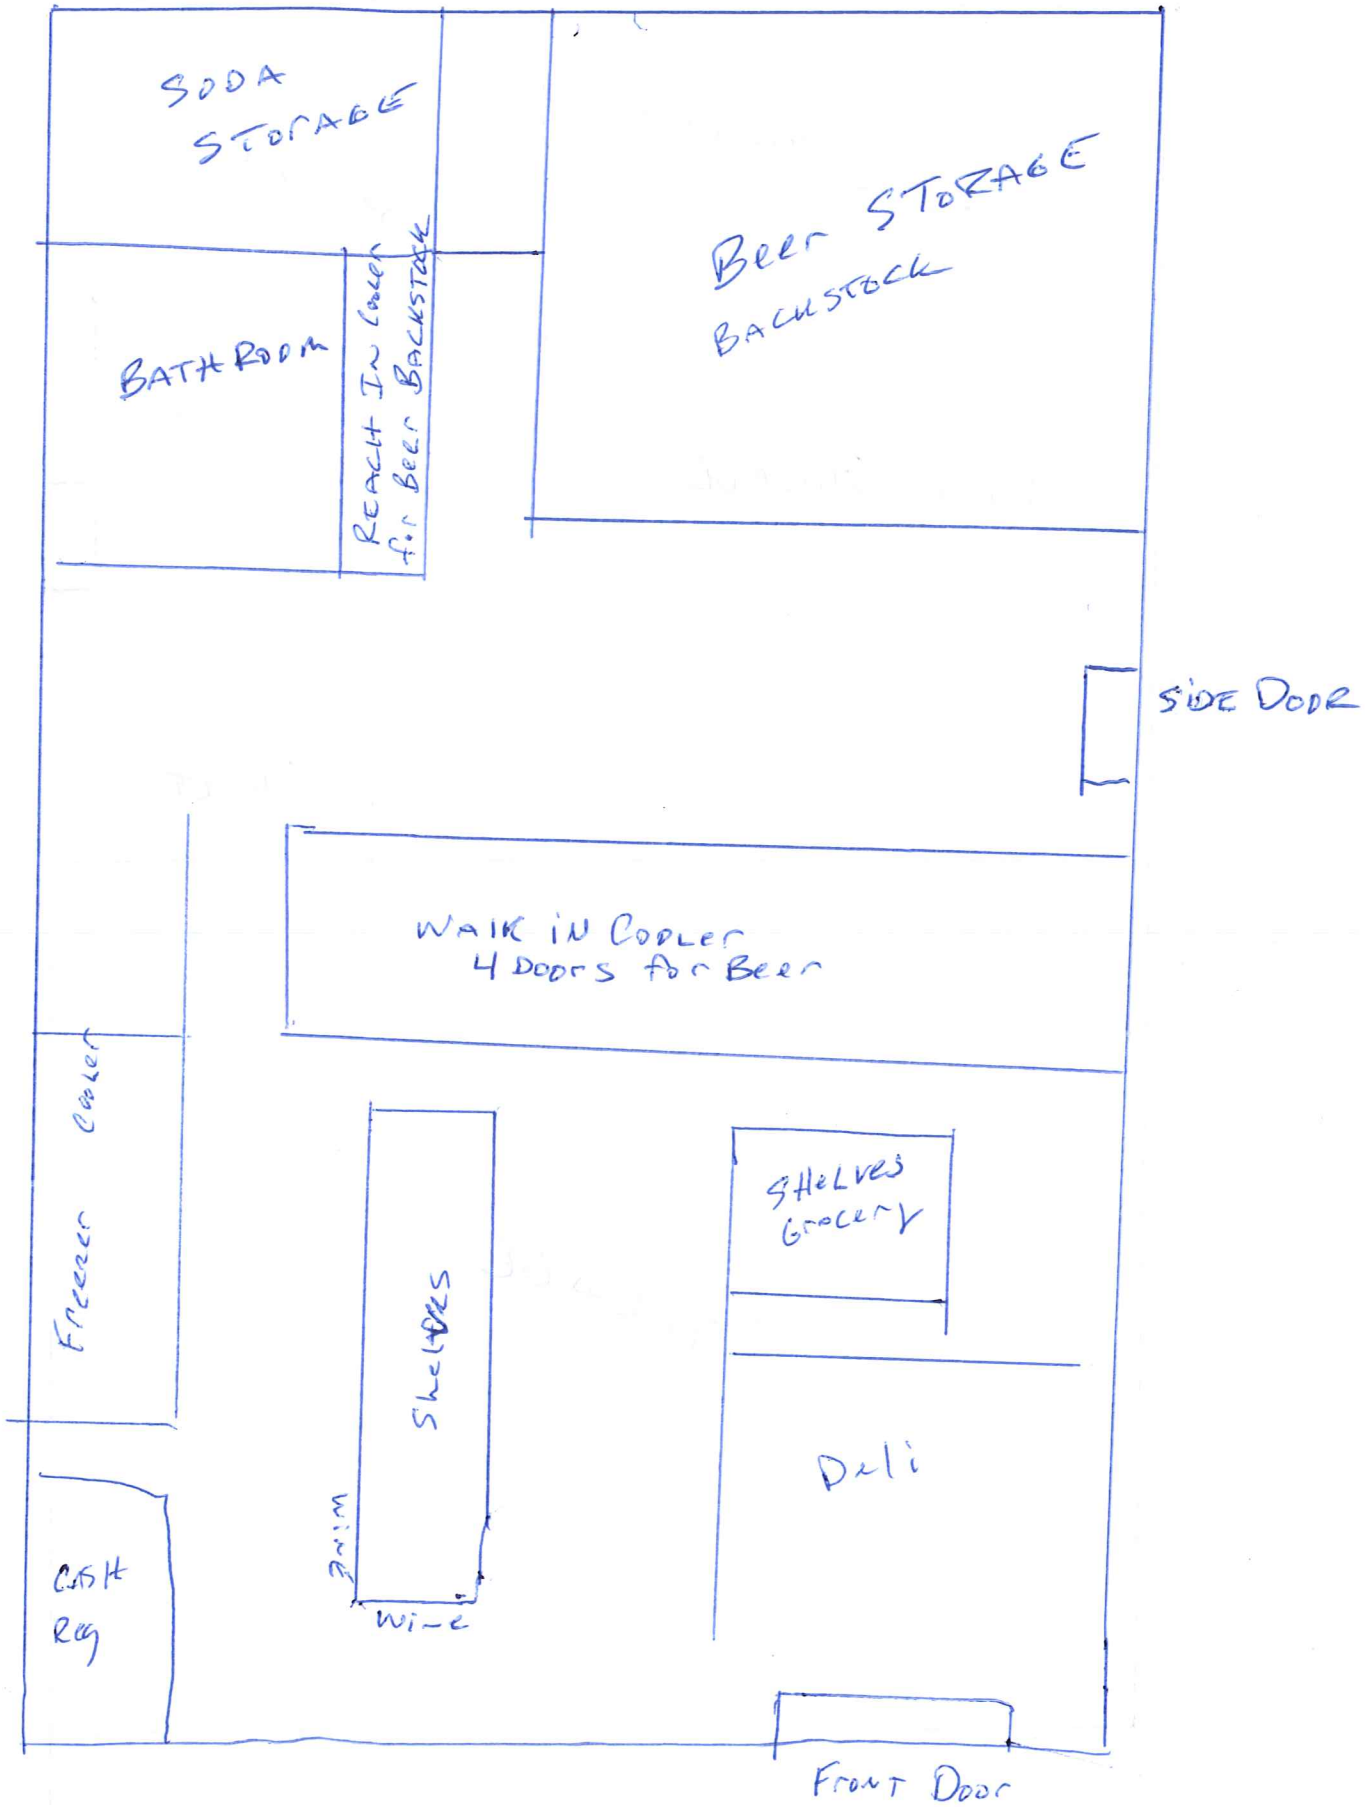 SODA
STORAGE
Beer STORAGE
BACKSTOCK
BATHROOM
REACH IN Cooler
for Beer BACKSTOCK
SIDE DOOR
WALK iN Cooler
4 Doors for Beer
Freezer Cooler
SHeLves
Grocery
Shelves
Deli
WINE
Wine
CASH
Reg
FronT Door